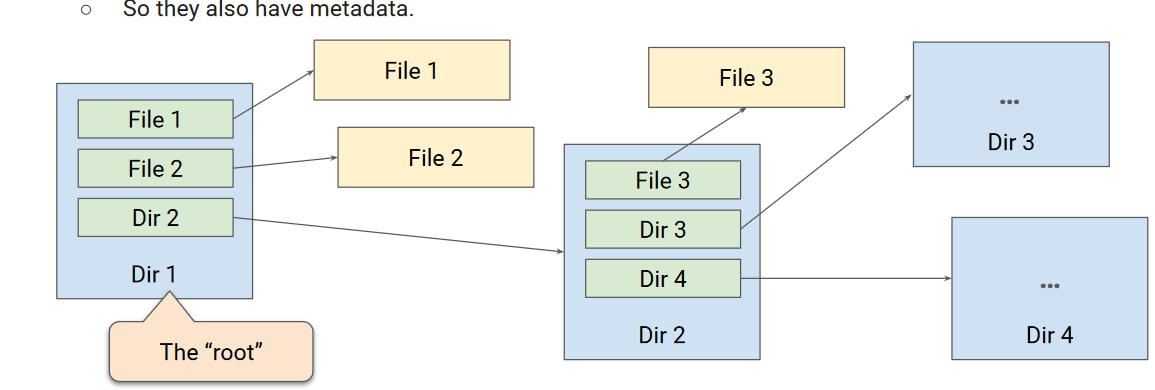 ○ So they also have metadata.
File 1
File 2
Dir 2
Dir 1
The “root”
File 1
File 2
File 3
Dir 3
Dir 4
Dir 2
File 3
...
Dir 3
...
Dir 4